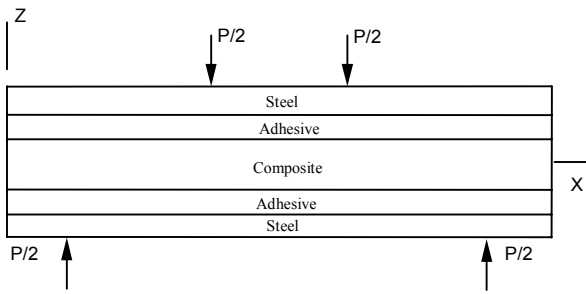 Z
P/2 P/2
Steel
Adhesive
Composite
X
Adhesive
Steel
P/2 P/2